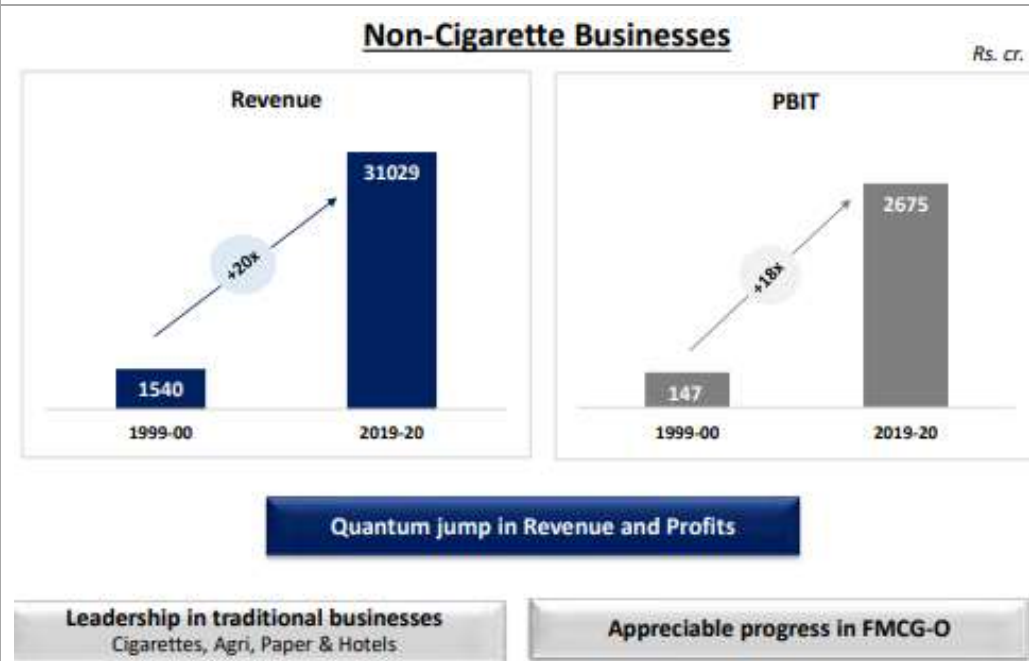 Non-Cigarette Businesses
Rs. cr.
Revenue
31029
+20x
1540
1999-00
2019-20
PBIT
2675
+18x
147
1999-00
2019-20
Quantum jump in Revenue and Profits
Leadership in traditional businesses
Cigarettes, Agri, Paper & Hotels
Appreciable progress in FMCG-O